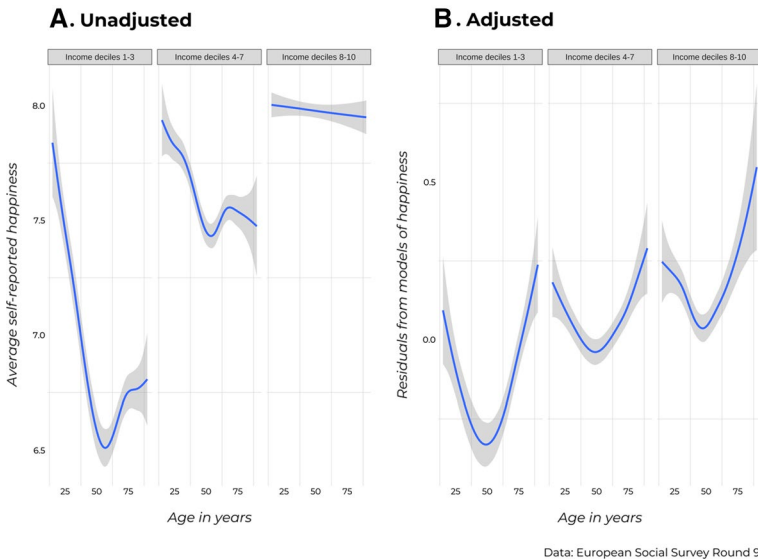 A. Unadjusted
Income deciles 1-3
Income deciles 4-7
Income deciles 8-10
Average self-reported happiness
8.0
7.5
7.0
6.5
25 50 75
25 50 75
25 50 75
Age in years
B. Adjusted
Income deciles 1-3
Income deciles 4-7
Income deciles 8-10
Residuals from models of happiness
0.5
0.0
25 50 75
25 50 75
25 50 75
Age in years
Data: European Social Survey Round 9